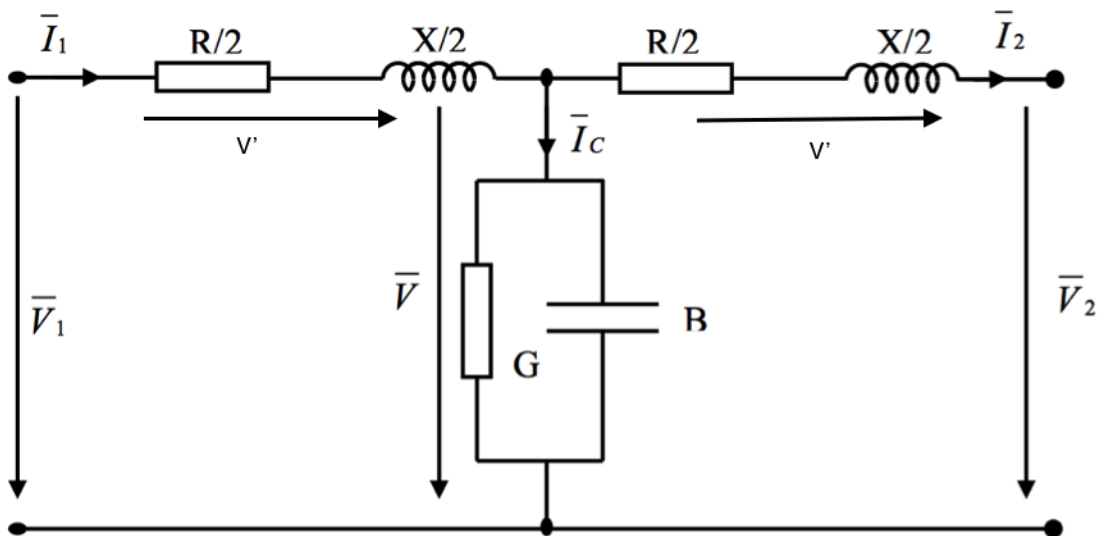 I̅₁
R/2
X/2
R/2
X/2
I̅₂
V'
I̅C
V'
V̅₁
V̅
G
B
V̅₂